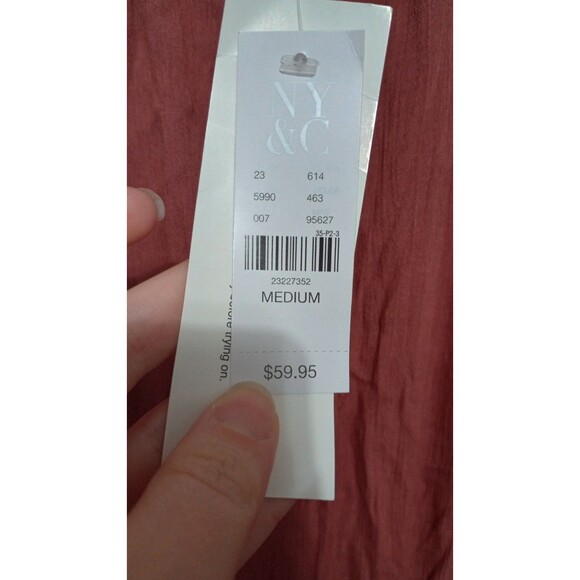 NY
&C
23 614
5990 463
007 95627
35-P2-3
23227352
MEDIUM
$59.95
before trying on.